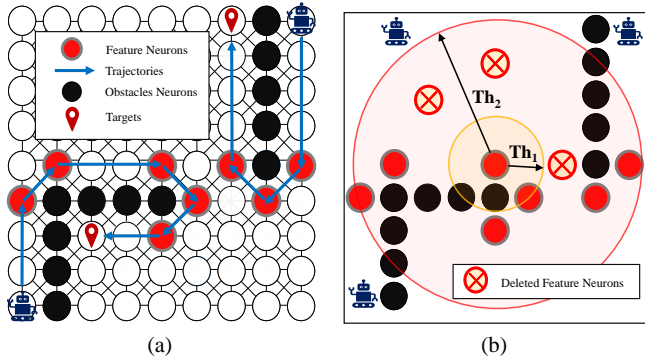 Feature Neurons
Trajectories
Obstacles Neurons
Targets
Th2
Th1
Deleted Feature Neurons
(a)
(b)